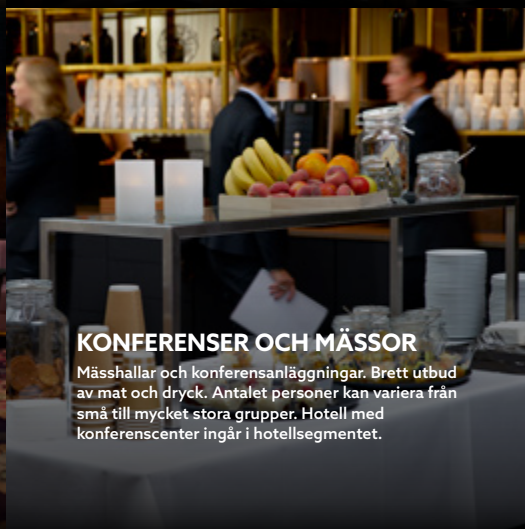 KONFERENSER OCH MÄSSOR
Mässhallar och konferensanläggningar. Brett utbud
av mat och dryck. Antalet personer kan variera från
små till mycket stora grupper. Hotell med
konferenscenter ingår i hotellsegmentet.